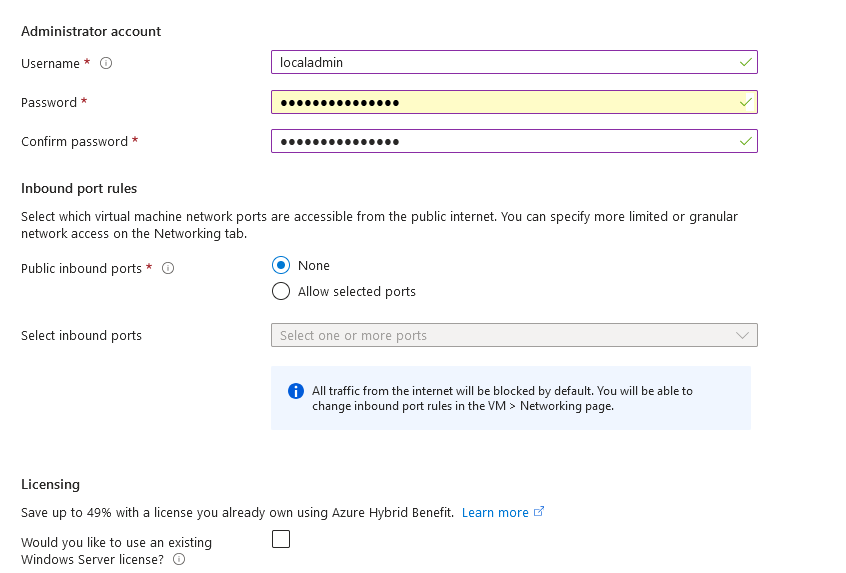 Administrator account
Username *
localadmin
Password *
●●●●●●●●●●●●●●●
Confirm password *
●●●●●●●●●●●●●●●
Inbound port rules
Select which virtual machine network ports are accessible from the public internet. You can specify more limited or granular
network access on the Networking tab.
Public inbound ports *
None
Allow selected ports
Select inbound ports
Select one or more ports
All traffic from the internet will be blocked by default. You will be able to
change inbound port rules in the VM > Networking page.
Licensing
Save up to 49% with a license you already own using Azure Hybrid Benefit. Learn more
Would you like to use an existing
Windows Server license?